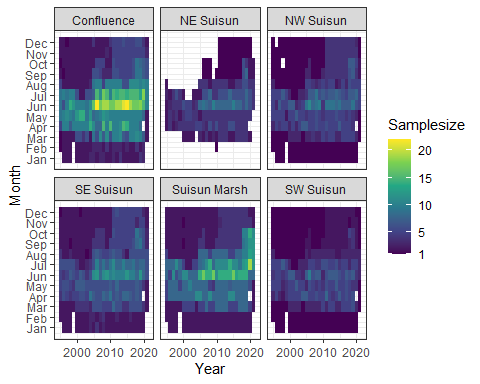 Confluence NE Suisun NW Suisun
Dec
Nov
Oct
Sep
Aug
Jul
Jun
May
Apr
Mar
Feb
Jan
SE Suisun Suisun Marsh SW Suisun
Dec
Nov
Oct
Sep
Aug
Jul
Jun
May
Apr
Mar
Feb
Jan
2000 2010 2020 2000 2010 2020 2000 2010 2020
Year
Month
Samplesize
20
15
10
5
1